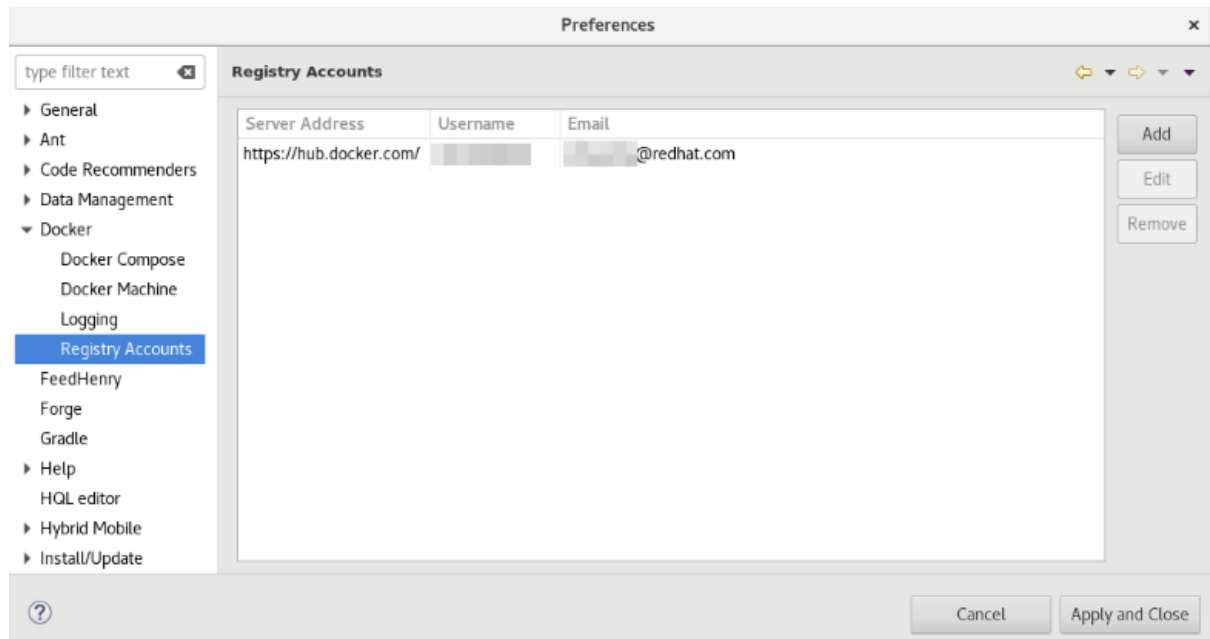 Preferences
type filter text
General
Ant
Code Recommenders
Data Management
Docker
Docker Compose
Docker Machine
Logging
Registry Accounts
FeedHenry
Forge
Gradle
Help
HQL editor
Hybrid Mobile
Install/Update
Registry Accounts
Server Address Username Email
https://hub.docker.com/ @redhat.com
Add
Edit
Remove
Cancel Apply and Close